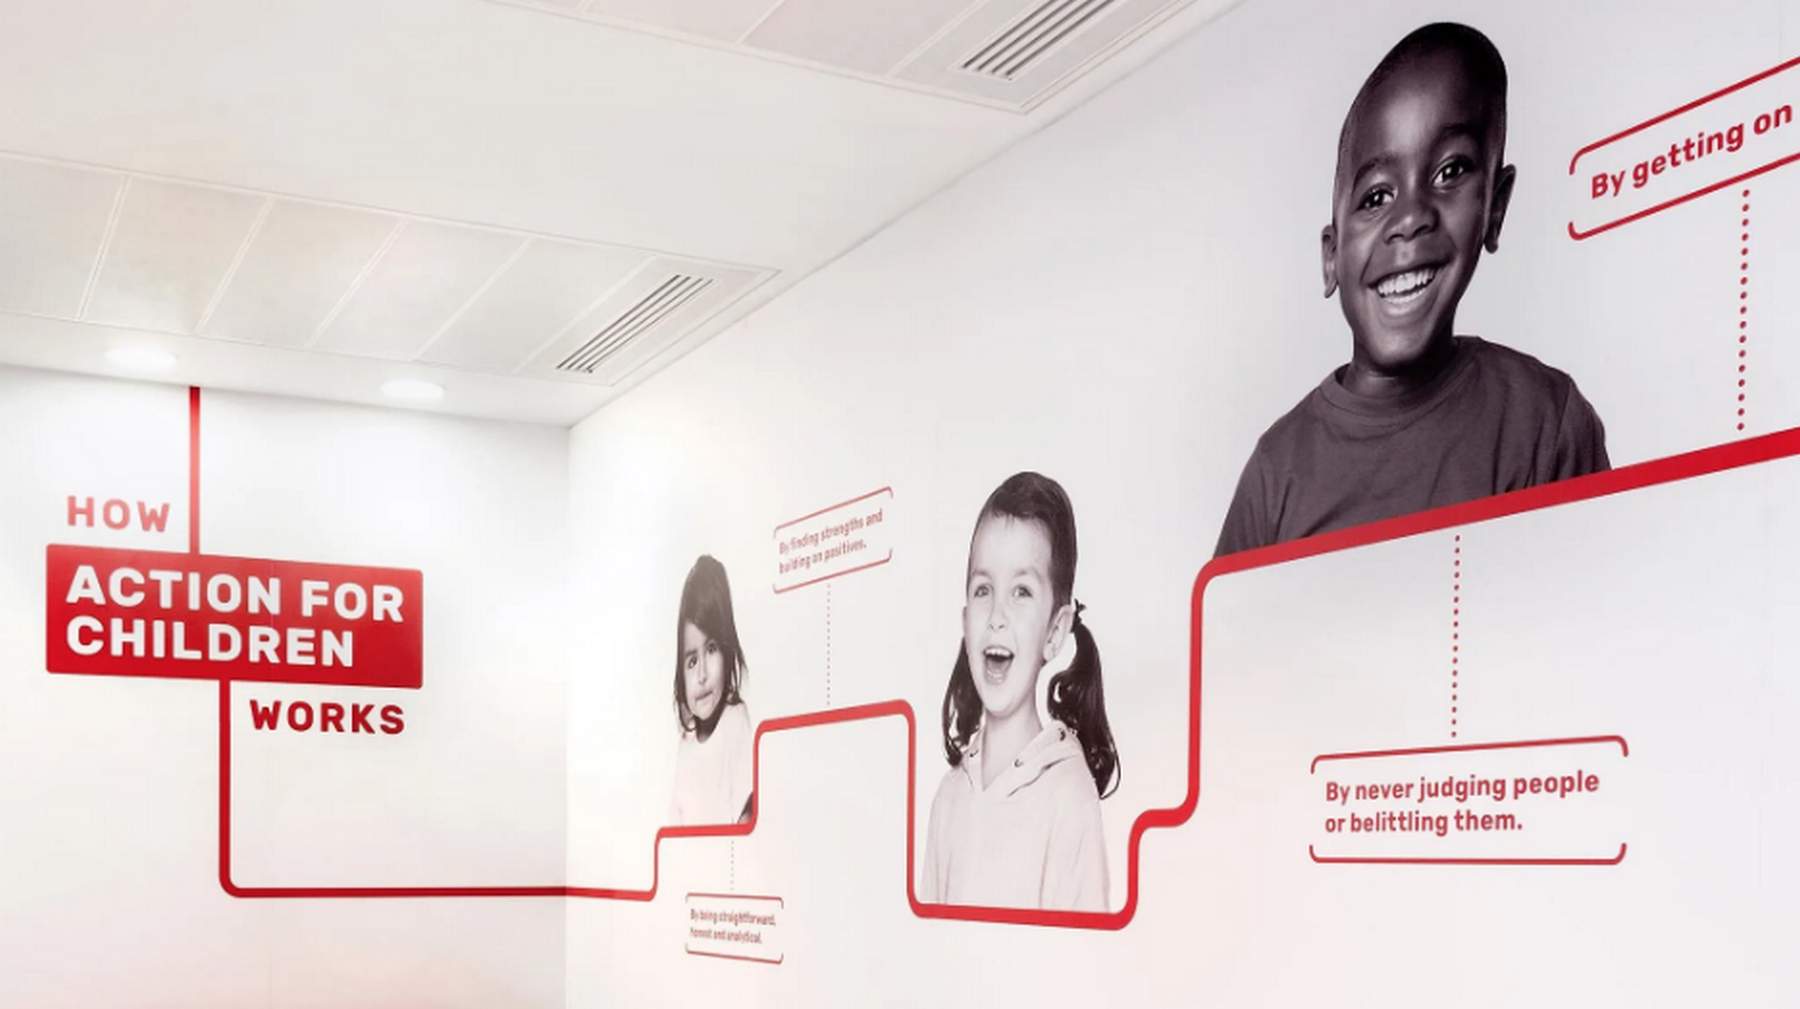 HOW
ACTION FOR
CHILDREN
WORKS
By being straightforward,
honest and analytical.
By finding strengths and
building on positives.
By never judging people
or belittling them.
By getting on